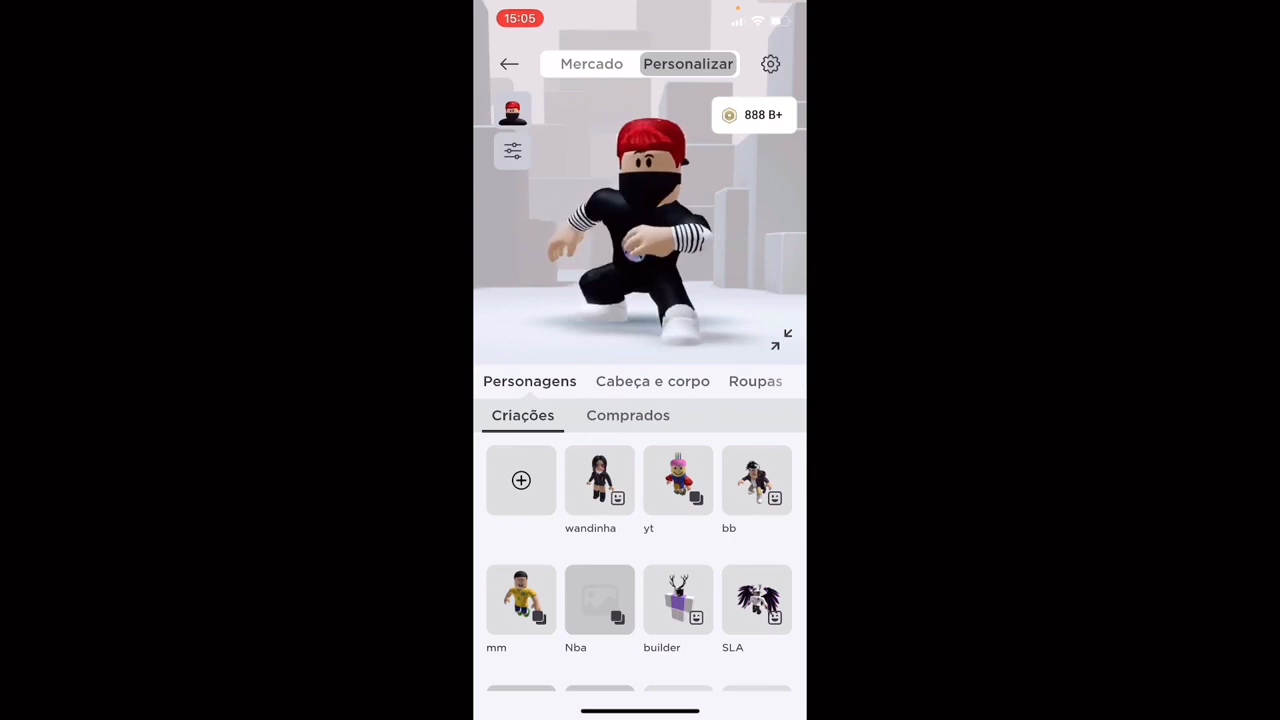 15:05
Mercado Personalizar
888 B+
Personagens Cabeça e corpo Roupas
Criações Comprados
wandinha yt bb
mm Nba builder SLA